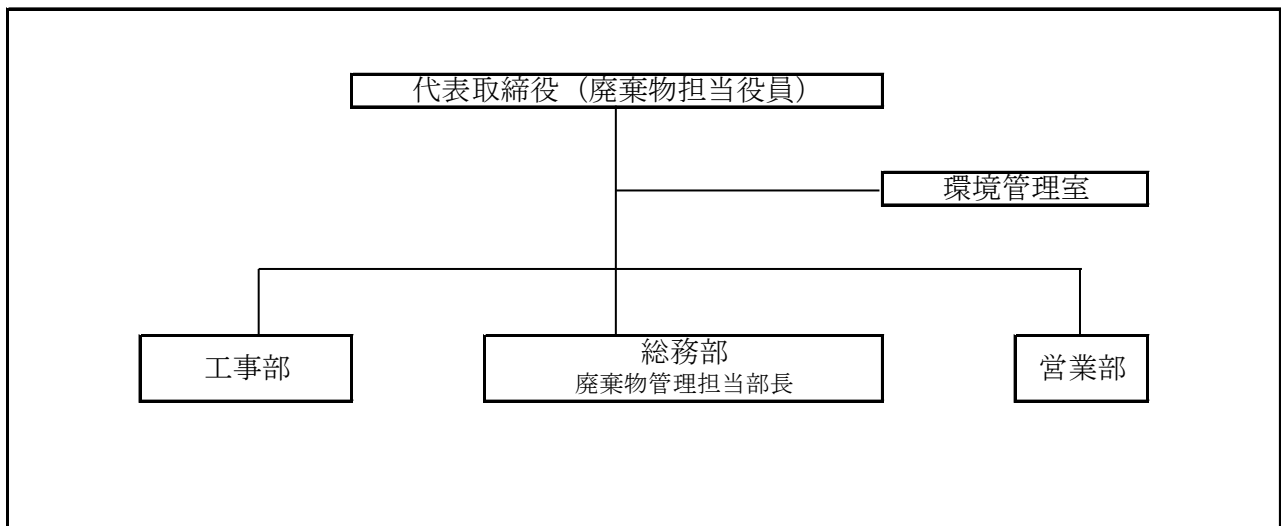 代表取締役（廃棄物担当役員）
環境管理室
工事部
総務部
廃棄物管理担当部長
営業部